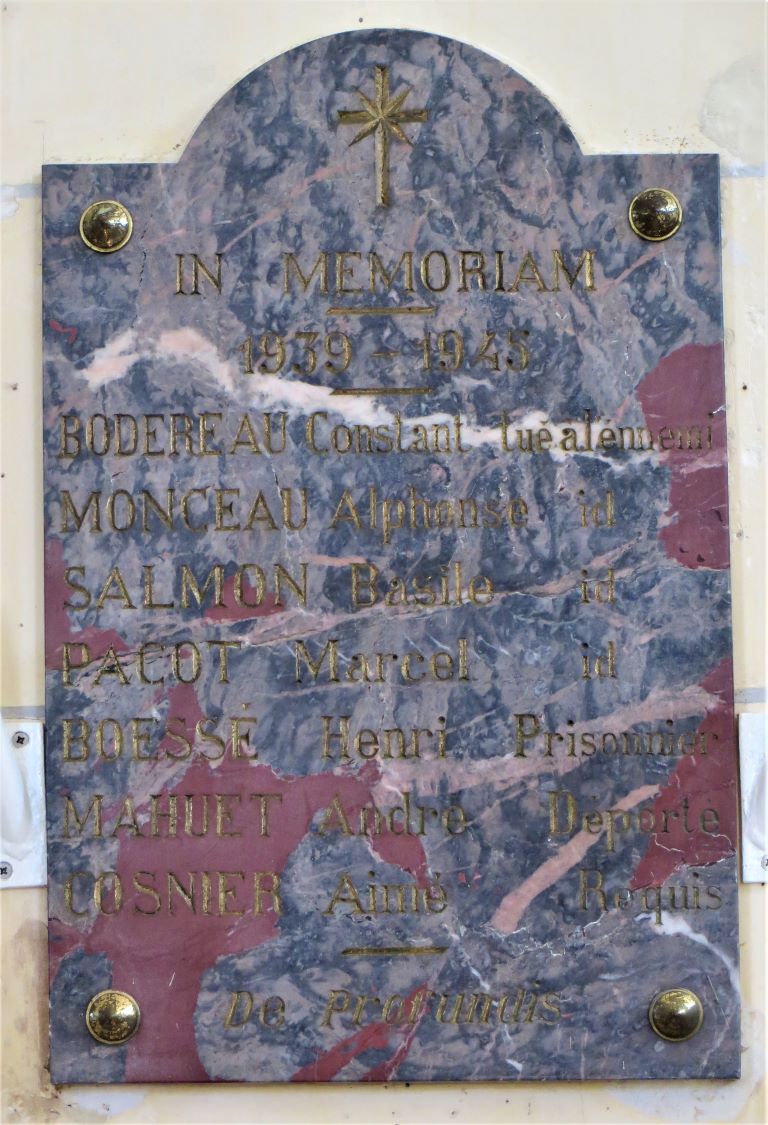 IN MEMORIAM
1939 - 1945
BODEREAU Constant tué à l'ennemi
MONCEAU Alphonse id
SALMON Basile id
PACOT Marcel id
BOESSÉ Henri Prisonnier
MAHUET André Déporté
COSNIER Aimé Requis
De Profundis